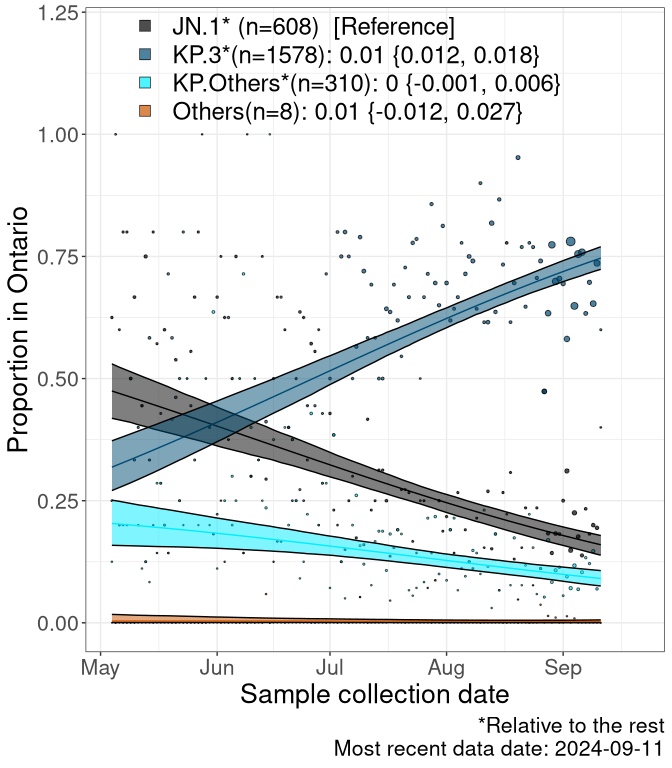 JN.1* (n=608)  [Reference]
KP.3*(n=1578): 0.01 {0.012, 0.018}
KP.Others*(n=310): 0 {-0.001, 0.006}
Others(n=8): 0.01 {-0.012, 0.027}
1.25
1.00
0.75
0.50
0.25
0.00
Proportion in Ontario
May Jun Jul Aug Sep
Sample collection date
*Relative to the rest
Most recent data date: 2024-09-11